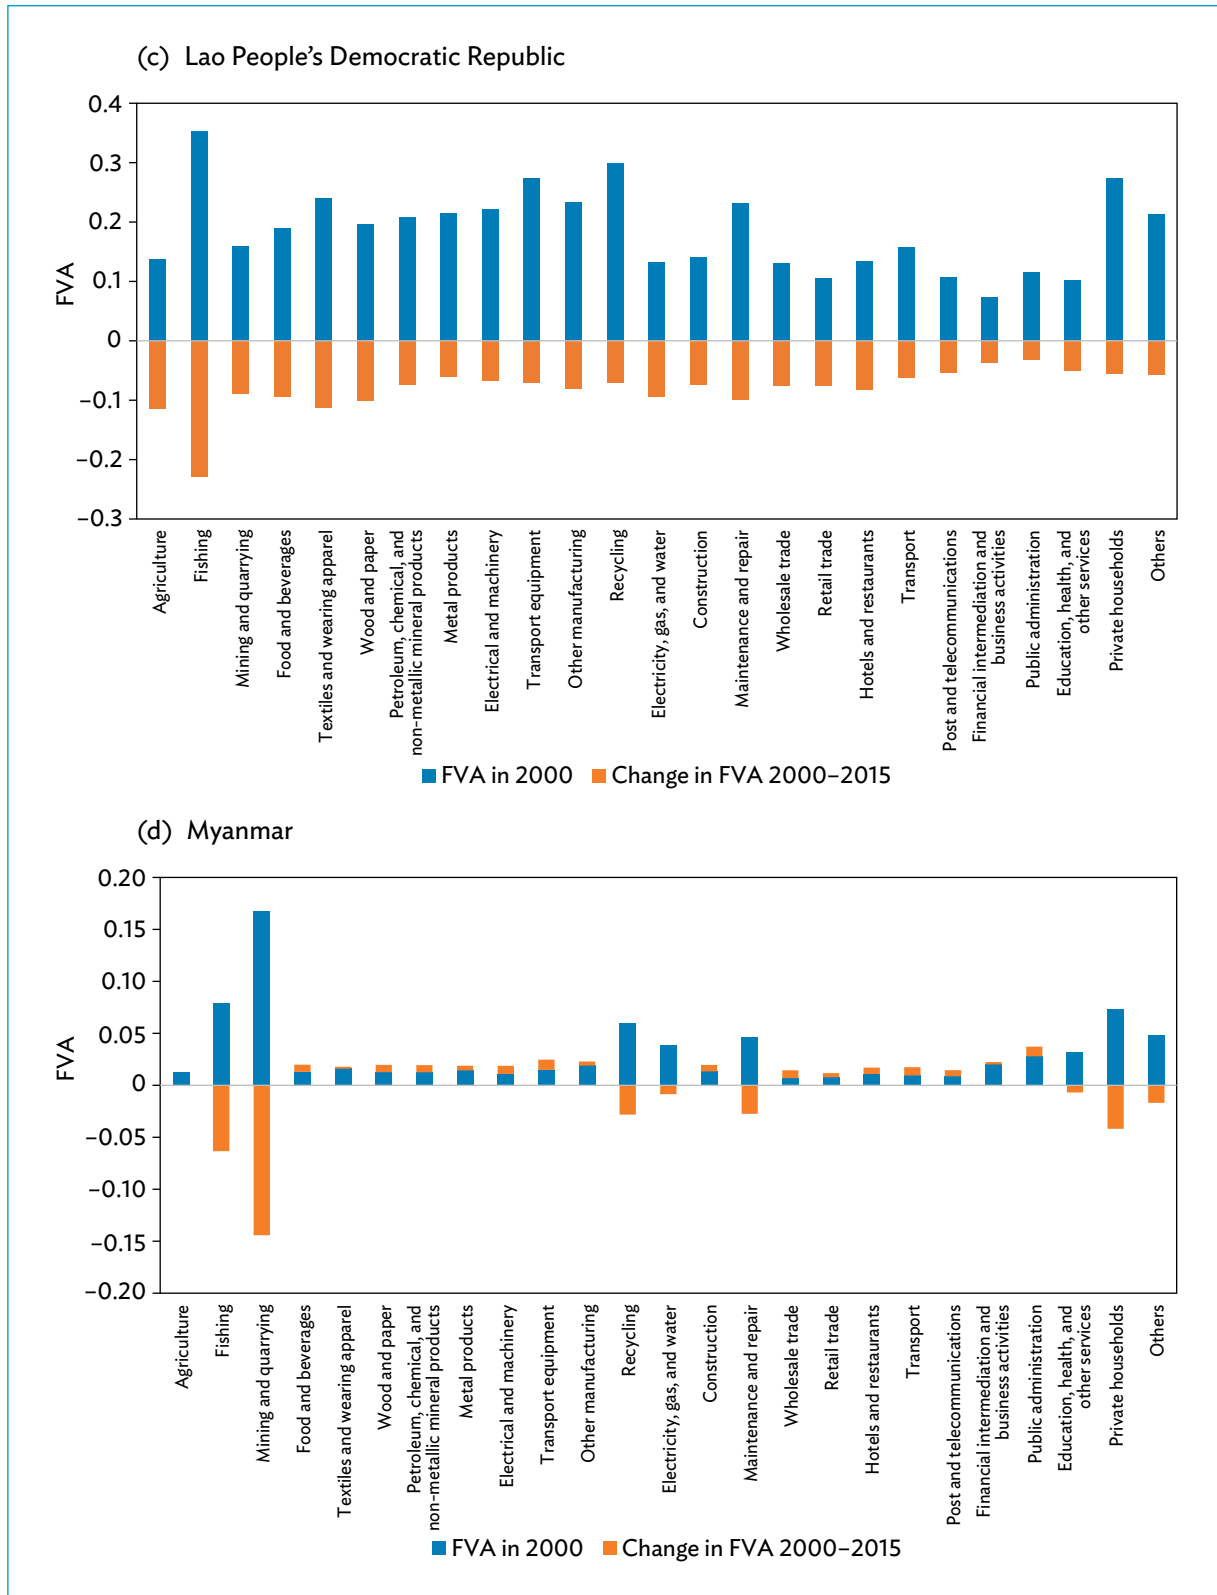 (c) Lao People’s Democratic Republic
0.4
0.3
0.2
0.1
0
–0.1
–0.2
–0.3
FVA
Agriculture
Fishing
Mining and quarrying
Food and beverages
Textiles and wearing apparel
Wood and paper
Petroleum, chemical, and
non-metallic mineral products
Metal products
Electrical and machinery
Transport equipment
Other manufacturing
Recycling
Electricity, gas, and water
Construction
Maintenance and repair
Wholesale trade
Retail trade
Hotels and restaurants
Transport
Post and telecommunications
Financial intermediation and
business activities
Public administration
Education, health, and
other services
Private households
Others
FVA in 2000 Change in FVA 2000–2015
(d) Myanmar
0.20
0.15
0.10
0.05
0
–0.05
–0.10
–0.15
–0.20
FVA
Agriculture
Fishing
Mining and quarrying
Food and beverages
Textiles and wearing apparel
Wood and paper
Petroleum, chemical, and
non-metallic mineral products
Metal products
Electrical and machinery
Transport equipment
Other manufacturing
Recycling
Electricity, gas, and water
Construction
Maintenance and repair
Wholesale trade
Retail trade
Hotels and restaurants
Transport
Post and telecommunications
Financial intermediation and
business activities
Public administration
Education, health, and
other services
Private households
Others
FVA in 2000 Change in FVA 2000–2015